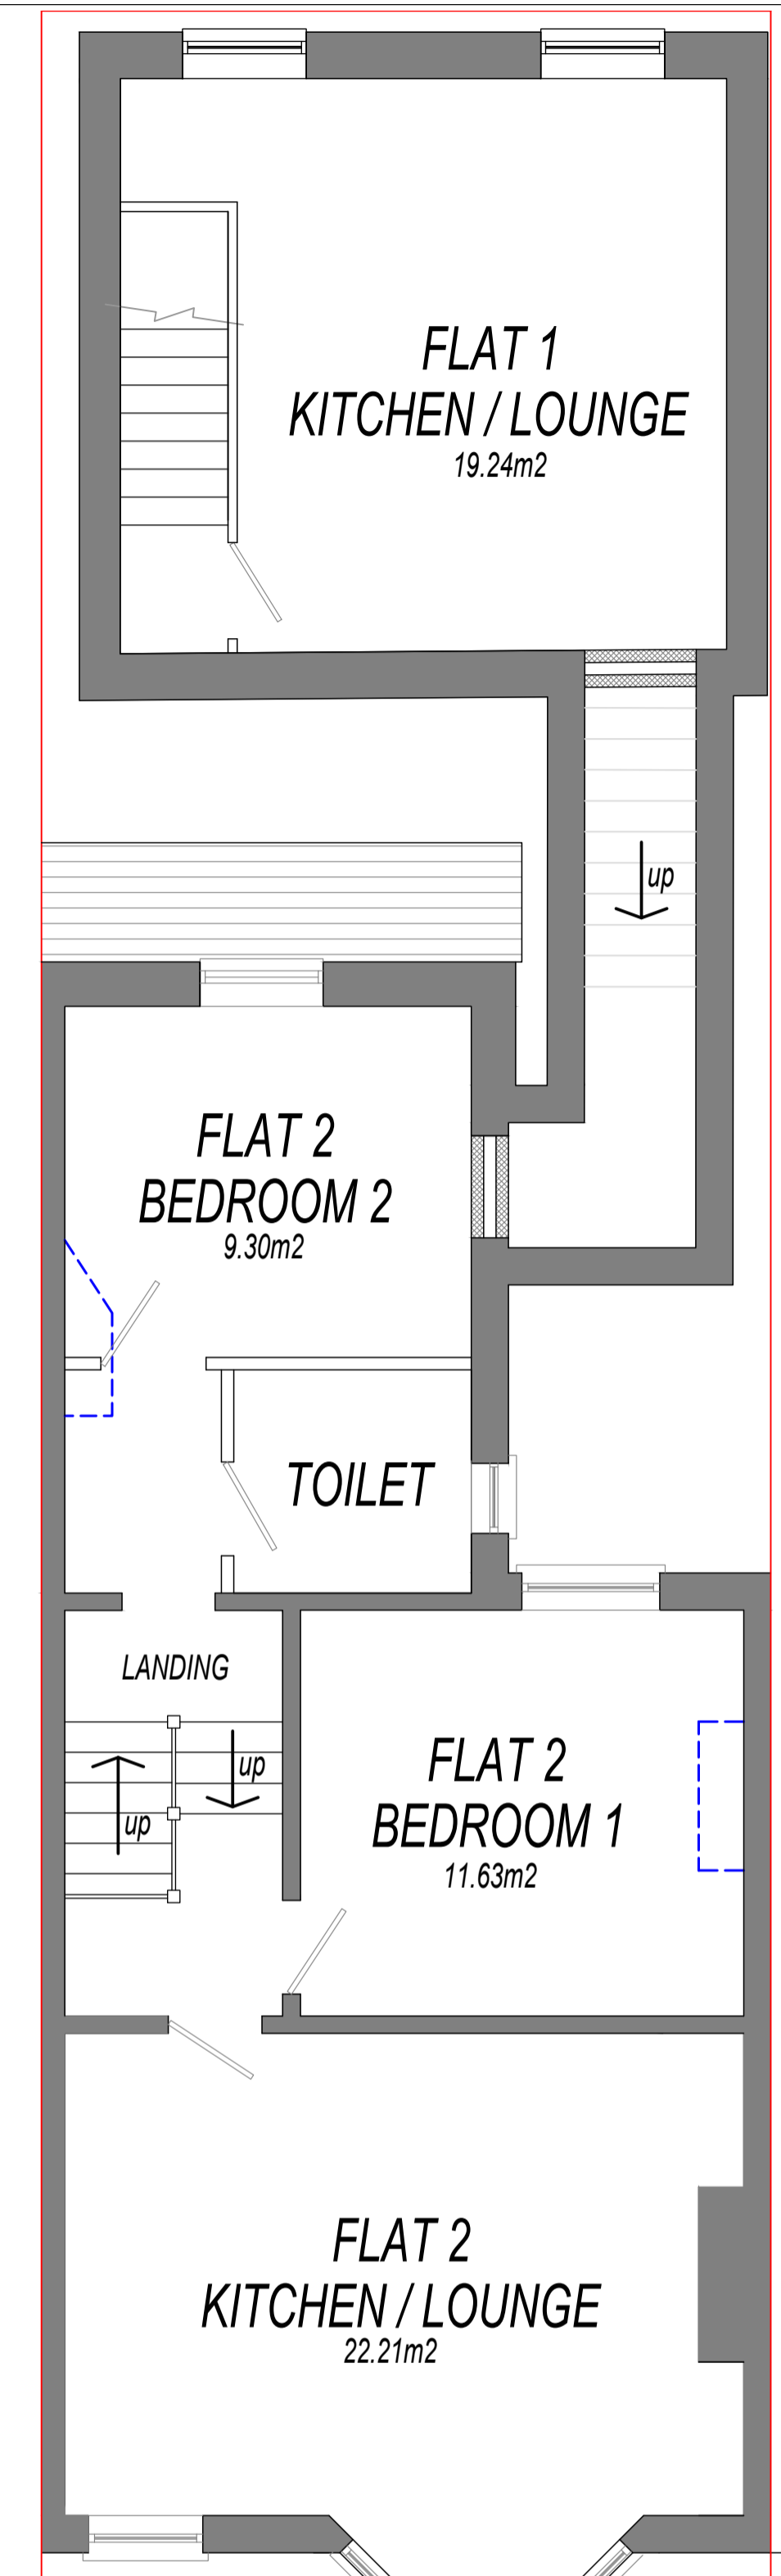 FLAT 1
KITCHEN / LOUNGE
19.24m2
up
FLAT 2
BEDROOM 2
9.30m2
TOILET
LANDING
up
up
FLAT 2
BEDROOM 1
11.63m2
FLAT 2
KITCHEN / LOUNGE
22.21m2